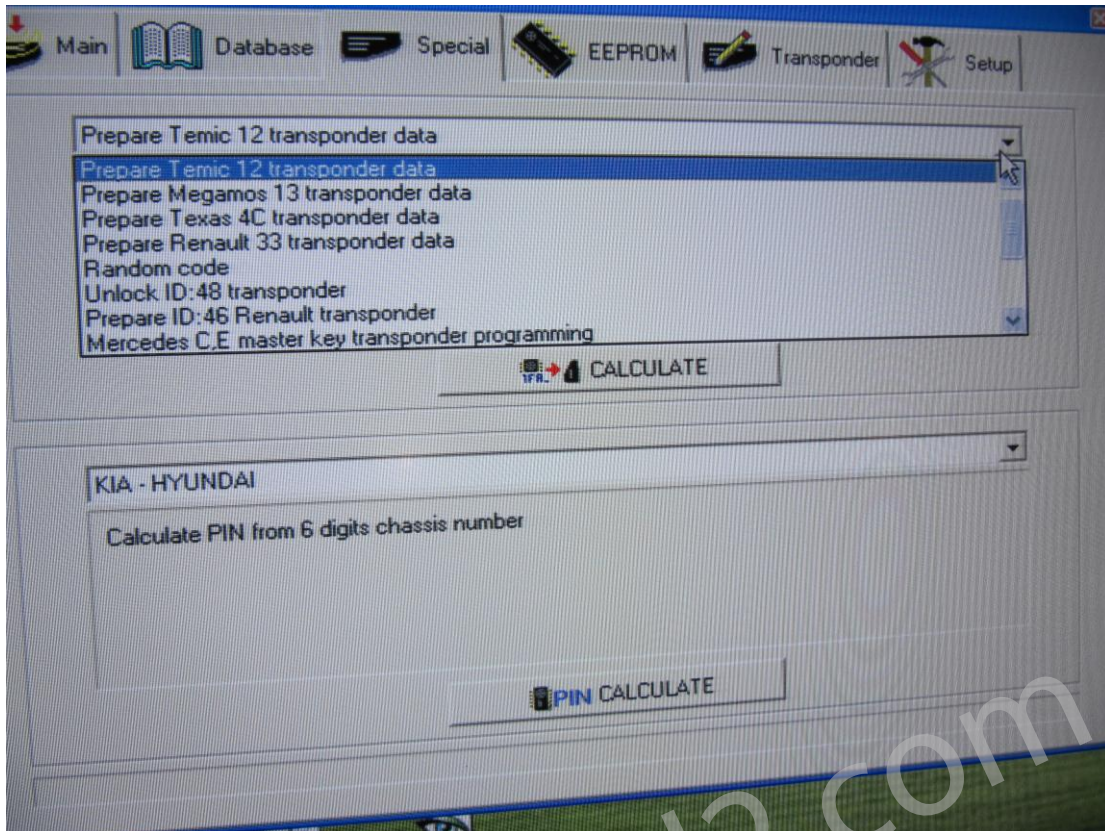 Main Database Special EEPROM Transponder Setup
Prepare Temic 12 transponder data
Prepare Temic 12 transponder data
Prepare Megamos 13 transponder data
Prepare Texas 4C transponder data
Prepare Renault 33 transponder data
Random code
Unlock ID:48 transponder
Prepare ID:46 Renault transponder
Mercedes C,E master key transponder programming
1FA_ CALCULATE
KIA - HYUNDAI
Calculate PIN from 6 digits chassis number
PIN CALCULATE
.com